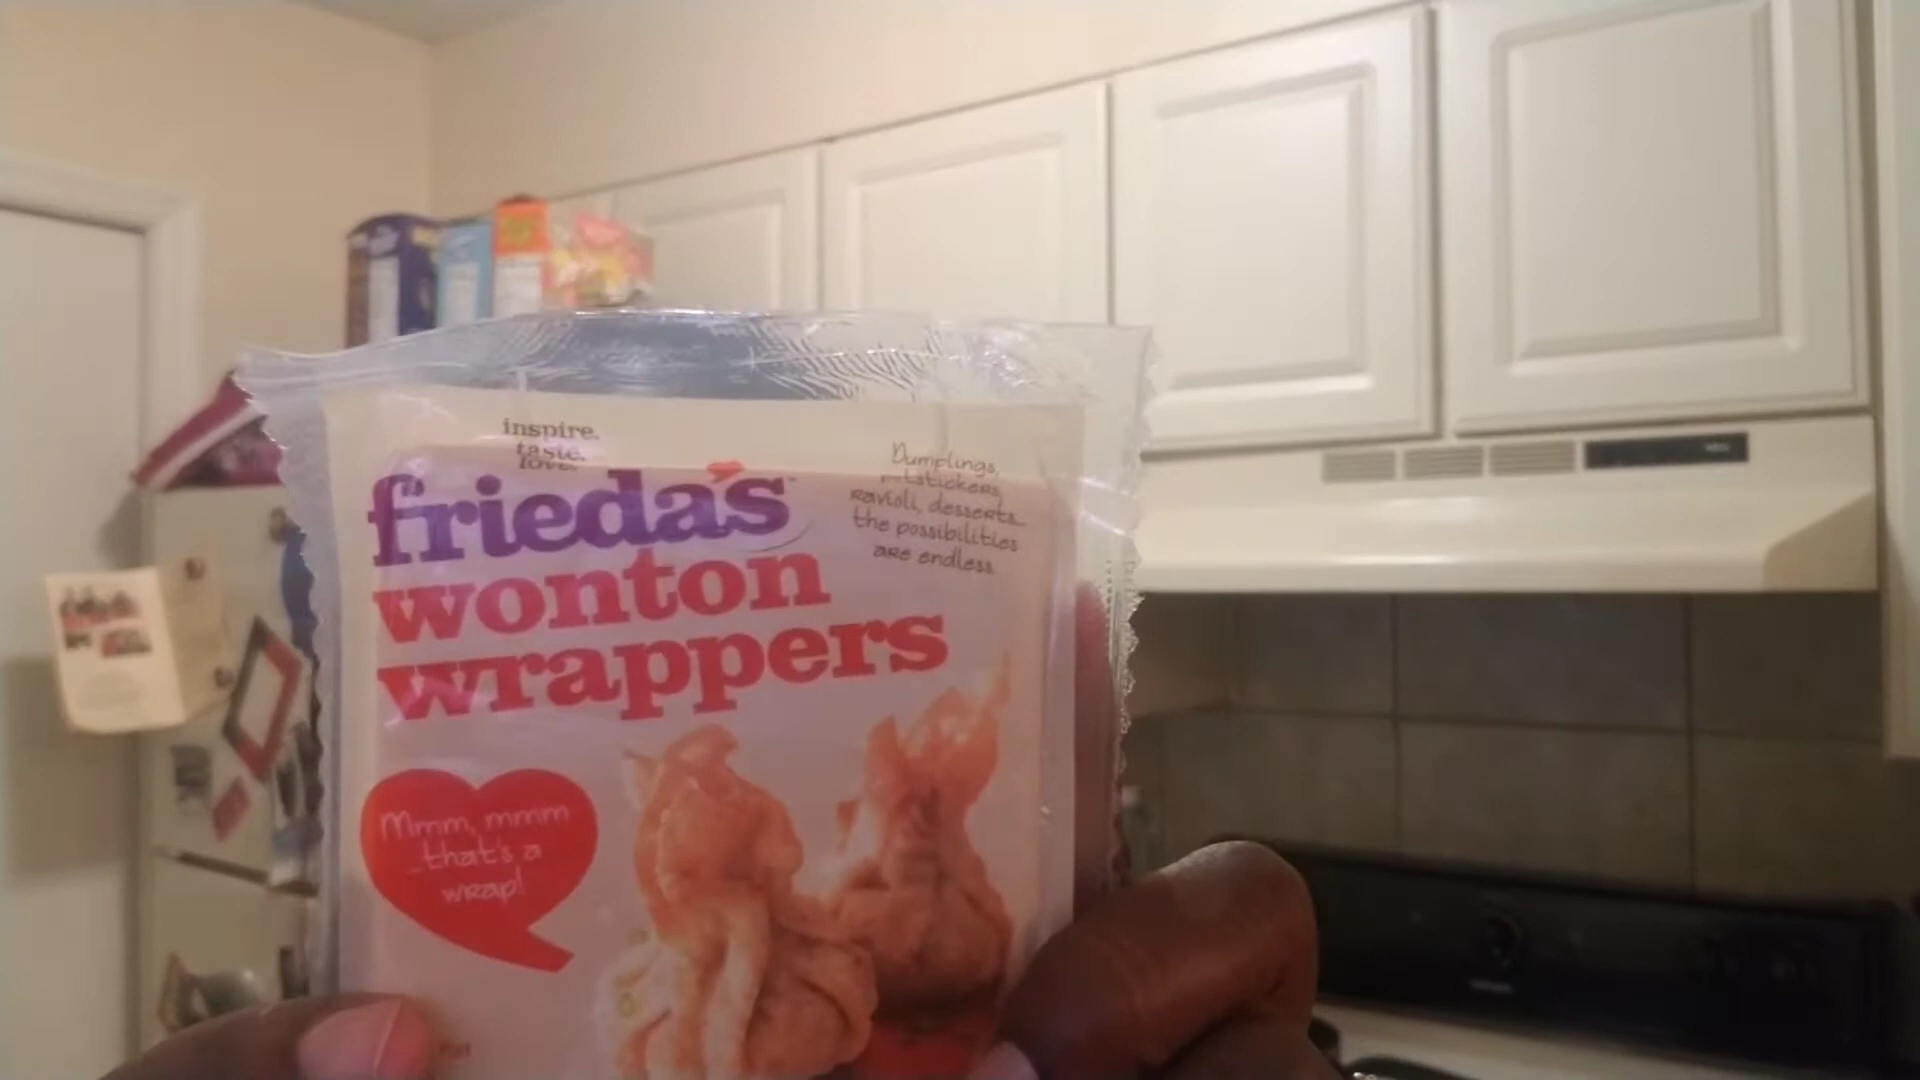 inspire.
taste.
love.
frieda's
wonton
wrappers
Dumplings,
potstickers,
ravioli, desserts...
the possibilities
are endless.
Mmm, mmm
...that's a
wrap!